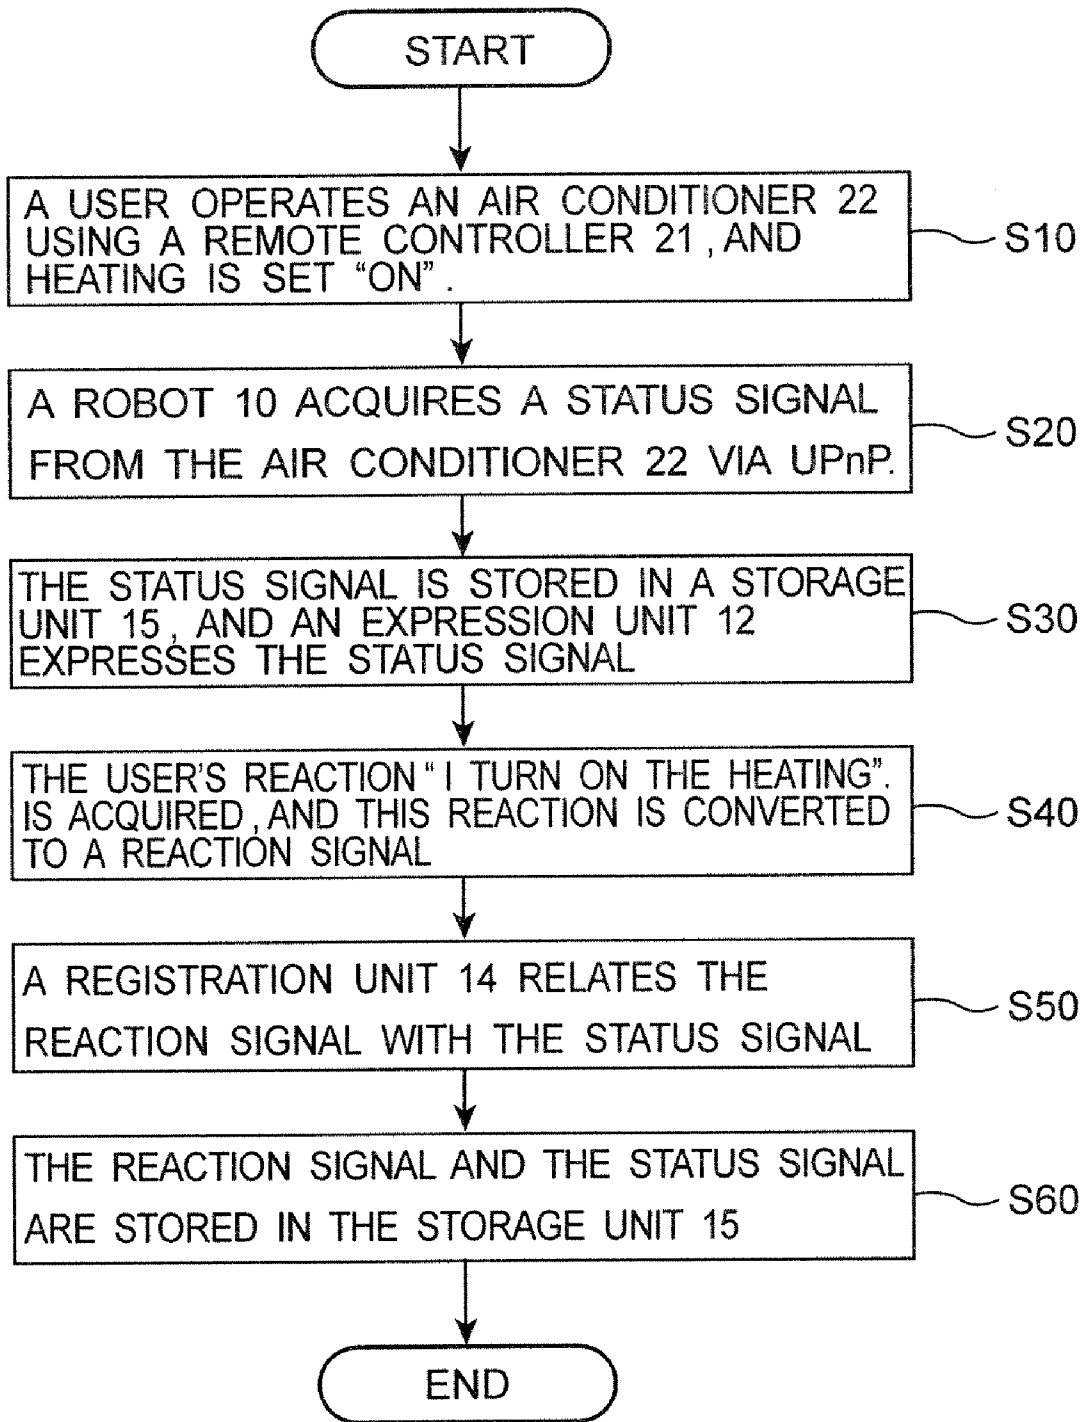 START
A USER OPERATES AN AIR CONDITIONER 22
USING A REMOTE CONTROLLER 21, AND
HEATING IS SET "ON".
S10
A ROBOT 10 ACQUIRES A STATUS SIGNAL
FROM THE AIR CONDITIONER 22 VIA UPnP.
S20
THE STATUS SIGNAL IS STORED IN A STORAGE
UNIT 15, AND AN EXPRESSION UNIT 12
EXPRESSES THE STATUS SIGNAL
S30
THE USER'S REACTION "I TURN ON THE HEATING".
IS ACQUIRED, AND THIS REACTION IS CONVERTED
TO A REACTION SIGNAL
S40
A REGISTRATION UNIT 14 RELATES THE
REACTION SIGNAL WITH THE STATUS SIGNAL
S50
THE REACTION SIGNAL AND THE STATUS SIGNAL
ARE STORED IN THE STORAGE UNIT 15
S60
END